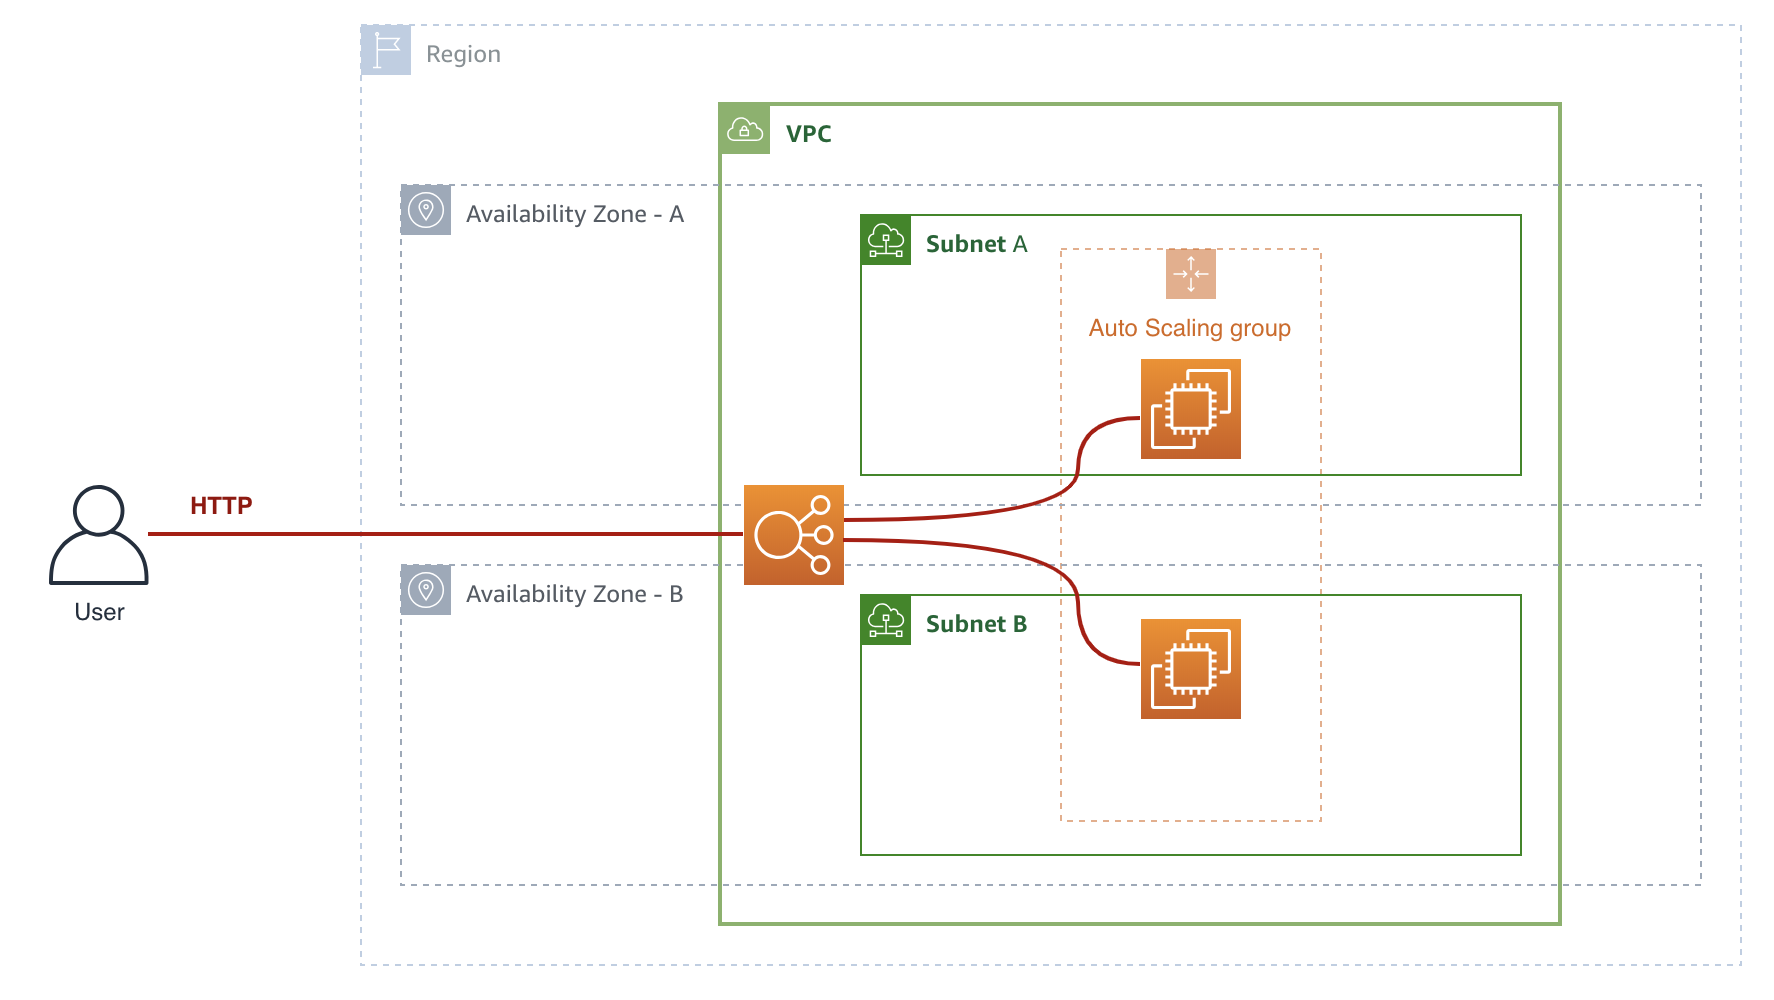 Region
VPC
Availability Zone - A
Subnet A
Auto Scaling group
HTTP
User
Availability Zone - B
Subnet B